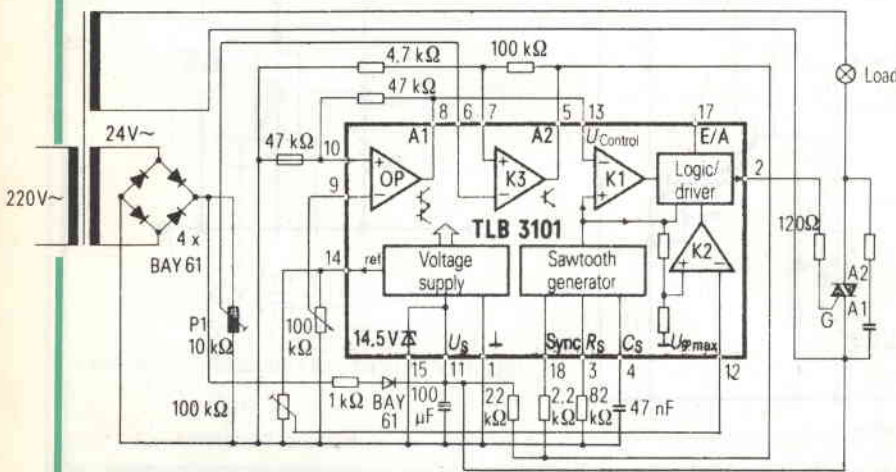 4.7 kΩ
100 kΩ
Load
47 kΩ
8 6 7 5 13 17
A1 A2 UControl E/A
24V~
47 kΩ
10
OP K3 K1
Logic/
driver
2
9
220V~
TLB 3101
120Ω
4 x
BAY 61
14 ref
Voltage
supply
Sawtooth
generator
K2
A2
G A1
P1
10 kΩ
100
kΩ
14.5 V US ⊥ Sync RS CS Uφmax
15 11 1 18 3 4 12
100 kΩ
1 kΩ BAY
61
100
µF
22
kΩ
2.2
kΩ
82
kΩ
47 nF